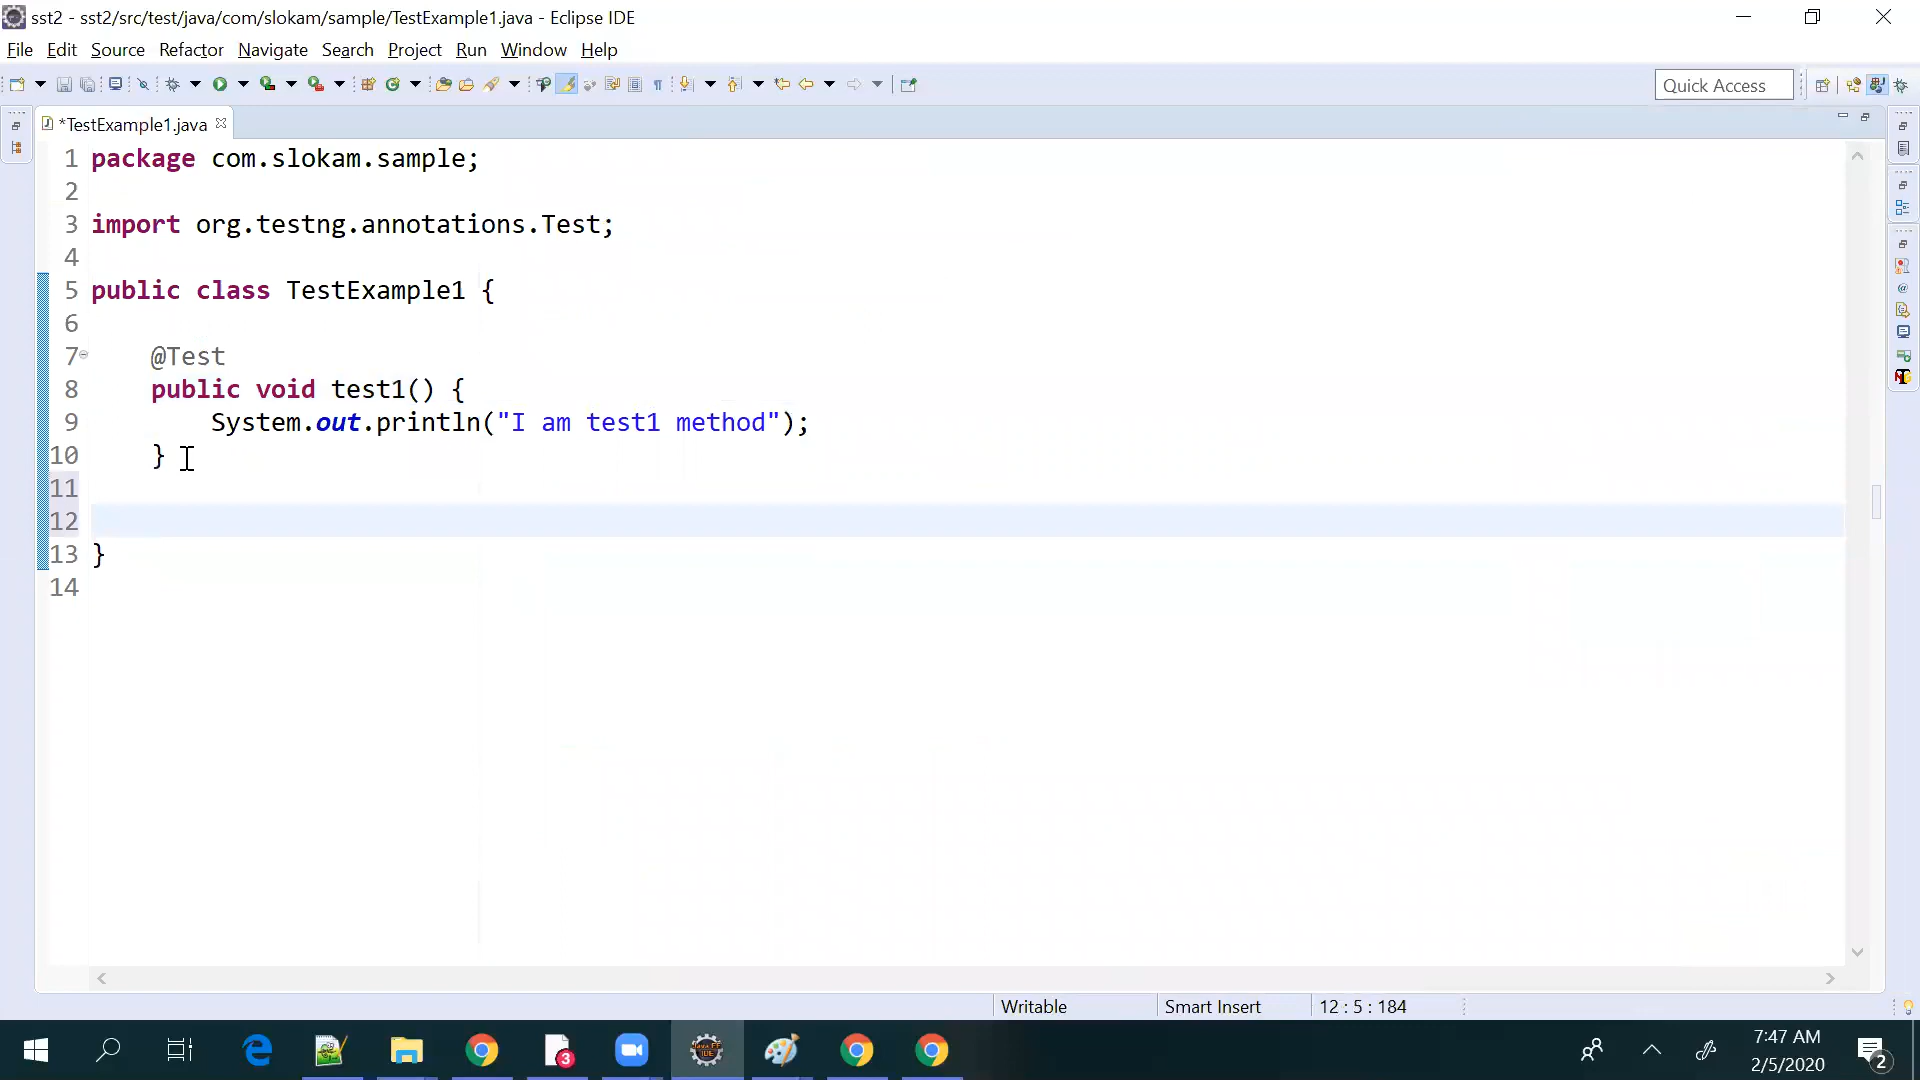 sst2 - sst2/src/test/java/com/slokam/sample/TestExample1.java - Eclipse IDE
File Edit Source Refactor Navigate Search Project Run Window Help
Quick Access
*TestExample1.java
1 package com.slokam.sample;
2
3 import org.testng.annotations.Test;
4
5 public class TestExample1 {
6
7 @Test
8 public void test1() {
9 System.out.println("I am test1 method");
10 }
11
12
13 }
14
Writable Smart Insert 12 : 5 : 184
7:47 AM
2/5/2020
3
2